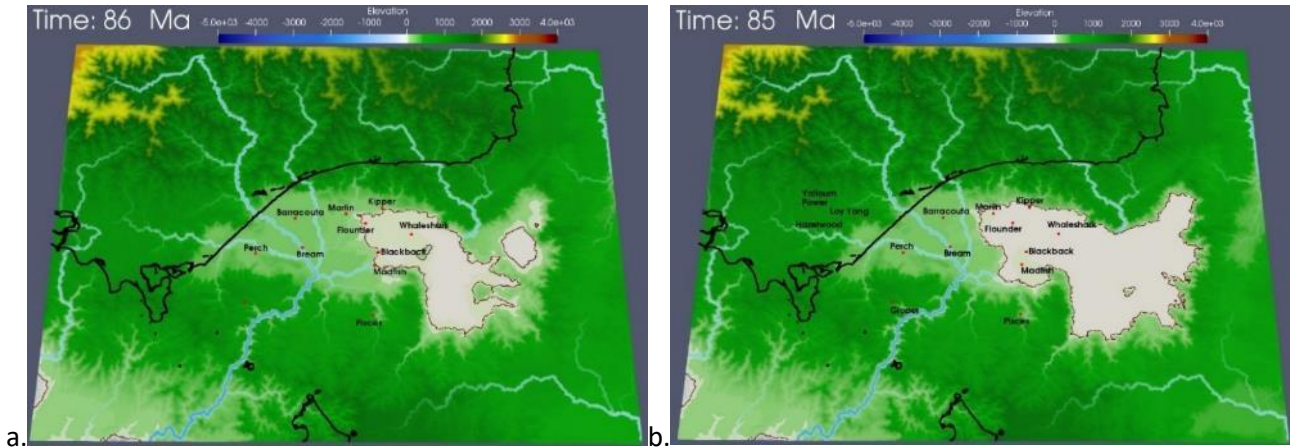 Time: 86 Ma
Elevation
-5.0e+03 -4000 -3000 -2000 -1000 0 1000 2000 3000 4.0e+03
Kipper
Marlin
Barracouta
Flounder
Whaleshark
Perch
Bream
Blackback
Madfish
Pisces
a.
Time: 85 Ma
Elevation
-5.0e+03 -4000 -3000 -2000 -1000 0 1000 2000 3000 4.0e+03
Yallourn
Power
Loy Yang
Hazelwood
Kipper
Marlin
Barracouta
Flounder
Whaleshark
Perch
Bream
Blackback
Madfish
Groper
Pisces
b.